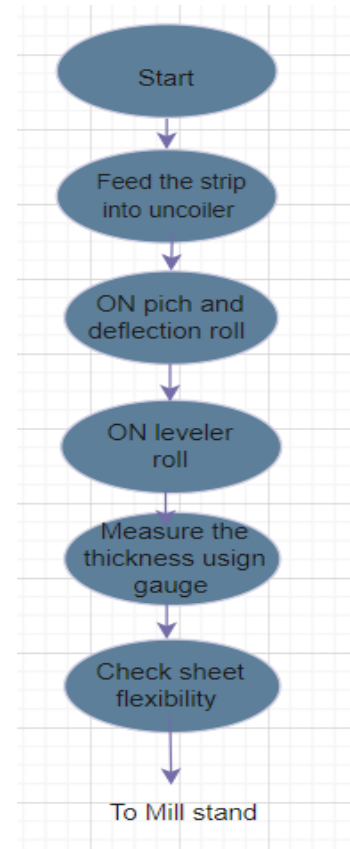 Start
Feed the strip
into uncoiler
ON pich and
deflection roll
ON leveler
roll
Measure the
thickness usign
gauge
Check sheet
flexibility
To Mill stand